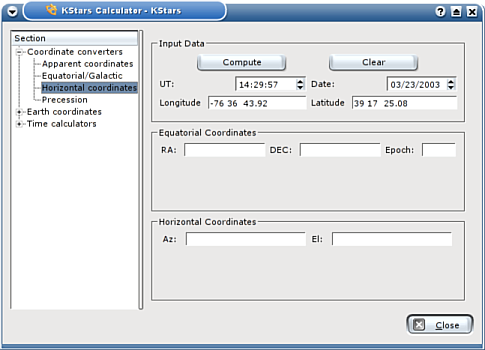 KStars Calculator - KStars
Section
Coordinate converters
Apparent coordinates
Equatorial/Galactic
Horizontal coordinates
Precession
Earth coordinates
Time calculators
Input Data
Compute Clear
UT: 14:29:57 Date: 03/23/2003
Longitude -76 36 43.92 Latitude 39 17 25.08
Equatorial Coordinates
RA: DEC: Epoch:
Horizontal Coordinates
Az: El:
Close